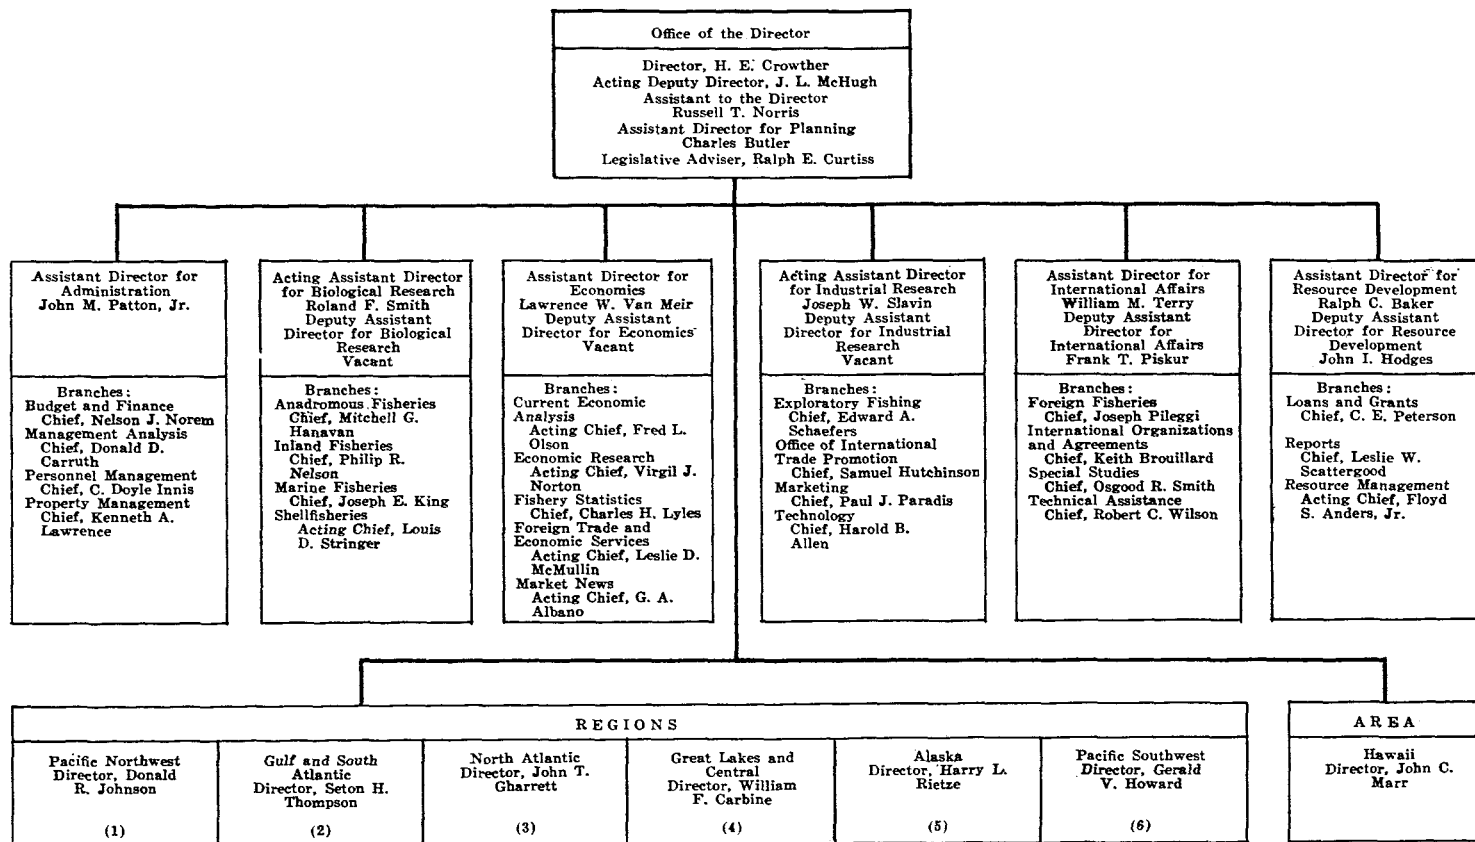 Office of the Director
Director, H. E. Crowther
Acting Deputy Director, J. L. McHugh
Assistant to the Director
Russell T. Norris
Assistant Director for Planning
Charles Butler
Legislative Adviser, Ralph E. Curtiss
Assistant Director for
Administration
John M. Patton, Jr.
Branches:
Budget and Finance
Chief, Nelson J. Norem
Management Analysis
Chief, Donald D.
Carruth
Personnel Management
Chief, C. Doyle Innis
Property Management
Chief, Kenneth A.
Lawrence
Acting Assistant Director
for Biological Research
Roland F. Smith
Deputy Assistant
Director for Biological
Research
Vacant
Branches:
Anadromous Fisheries
Chief, Mitchell G.
Hanavan
Inland Fisheries
Chief, Philip R.
Nelson
Marine Fisheries
Chief, Joseph E. King
Shellfisheries
Acting Chief, Louis
D. Stringer
Assistant Director for
Economics
Lawrence W. Van Meir
Deputy Assistant
Director for Economics
Vacant
Branches:
Current Economic
Analysis
Acting Chief, Fred L.
Olson
Economic Research
Acting Chief, Virgil J.
Norton
Fishery Statistics
Chief, Charles H. Lyles
Foreign Trade and
Economic Services
Acting Chief, Leslie D.
McMullin
Market News
Acting Chief, G. A.
Albano
Acting Assistant Director
for Industrial Research
Joseph W. Slavin
Deputy Assistant
Director for Industrial
Research
Vacant
Branches:
Exploratory Fishing
Chief, Edward A.
Schaefers
Office of International
Trade Promotion
Chief, Samuel Hutchinson
Marketing
Chief, Paul J. Paradis
Technology
Chief, Harold B.
Allen
Assistant Director for
International Affairs
William M. Terry
Deputy Assistant
Director for
International Affairs
Frank T. Piskur
Branches:
Foreign Fisheries
Chief, Joseph Pileggi
International Organizations
and Agreements
Chief, Keith Brouillard
Special Studies
Chief, Osgood R. Smith
Technical Assistance
Chief, Robert C. Wilson
Assistant Director for
Resource Development
Ralph C. Baker
Deputy Assistant
Director for Resource
Development
John I. Hodges
Branches:
Loans and Grants
Chief, C. E. Peterson
Reports
Chief, Leslie W.
Scattergood
Resource Management
Acting Chief, Floyd
S. Anders, Jr.
REGIONS
Pacific Northwest
Director, Donald
R. Johnson
(1)
Gulf and South
Atlantic
Director, Seton H.
Thompson
(2)
North Atlantic
Director, John T.
Gharrett
(3)
Great Lakes and
Central
Director, William
F. Carbine
(4)
Alaska
Director, Harry L.
Rietze
(5)
Pacific Southwest
Director, Gerald
V. Howard
(6)
AREA
Hawaii
Director, John C.
Marr